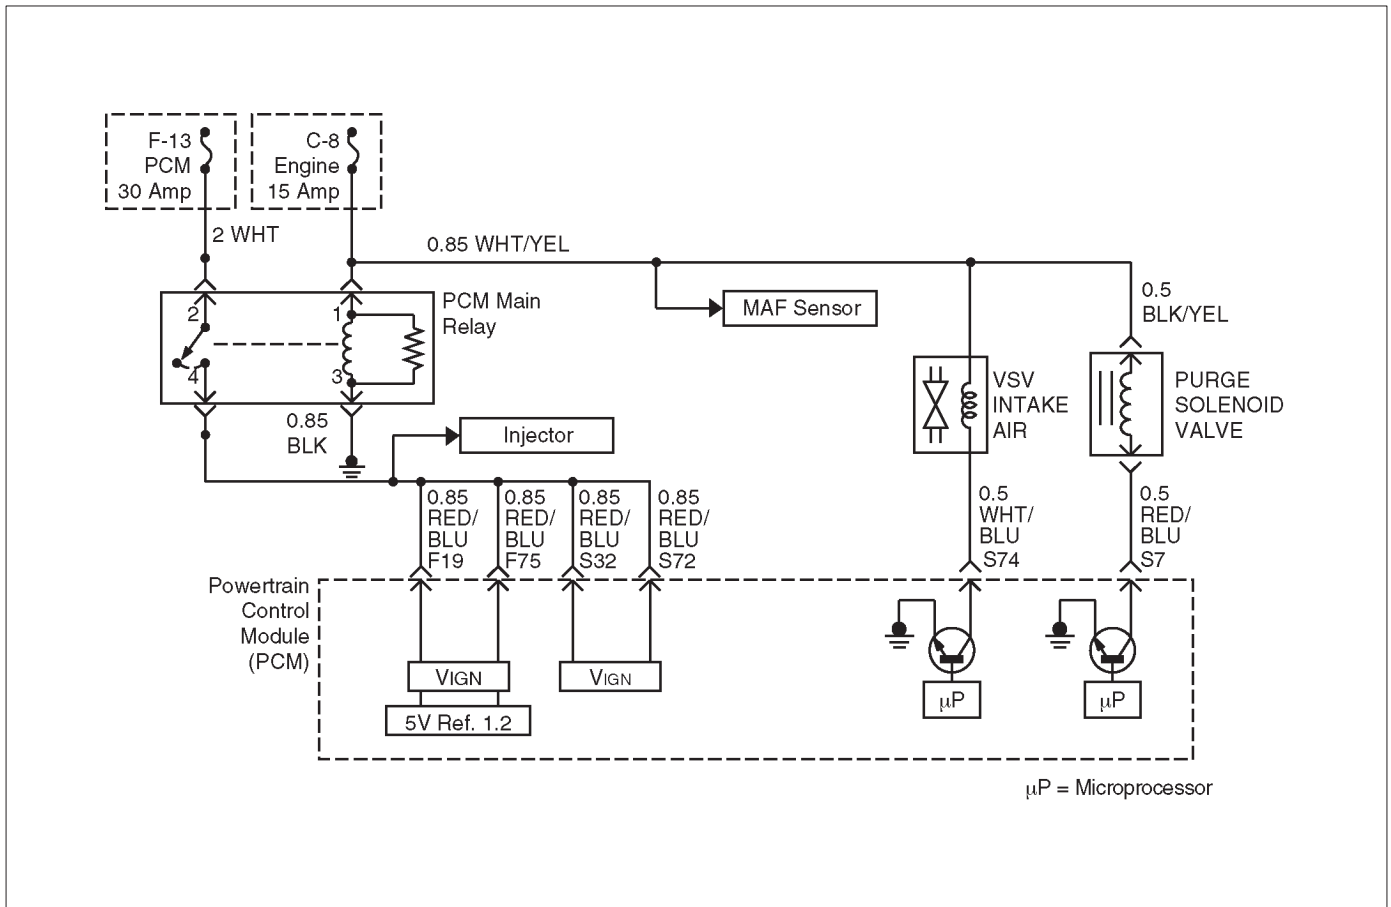 F-13
PCM
30 Amp
C-8
Engine
15 Amp
2 WHT
0.85 WHT/YEL
PCM Main
Relay
2
1
4
3
MAF Sensor
0.5
BLK/YEL
VSV
INTAKE
AIR
PURGE
SOLENOID
VALVE
0.85
BLK
Injector
0.85
RED/
BLU
F19
0.85
RED/
BLU
F75
0.85
RED/
BLU
S32
0.85
RED/
BLU
S72
0.5
WHT/
BLU
S74
0.5
RED/
BLU
S7
Powertrain
Control
Module
(PCM)
VIGN
VIGN
5V Ref. 1.2
μP
μP
μP = Microprocessor